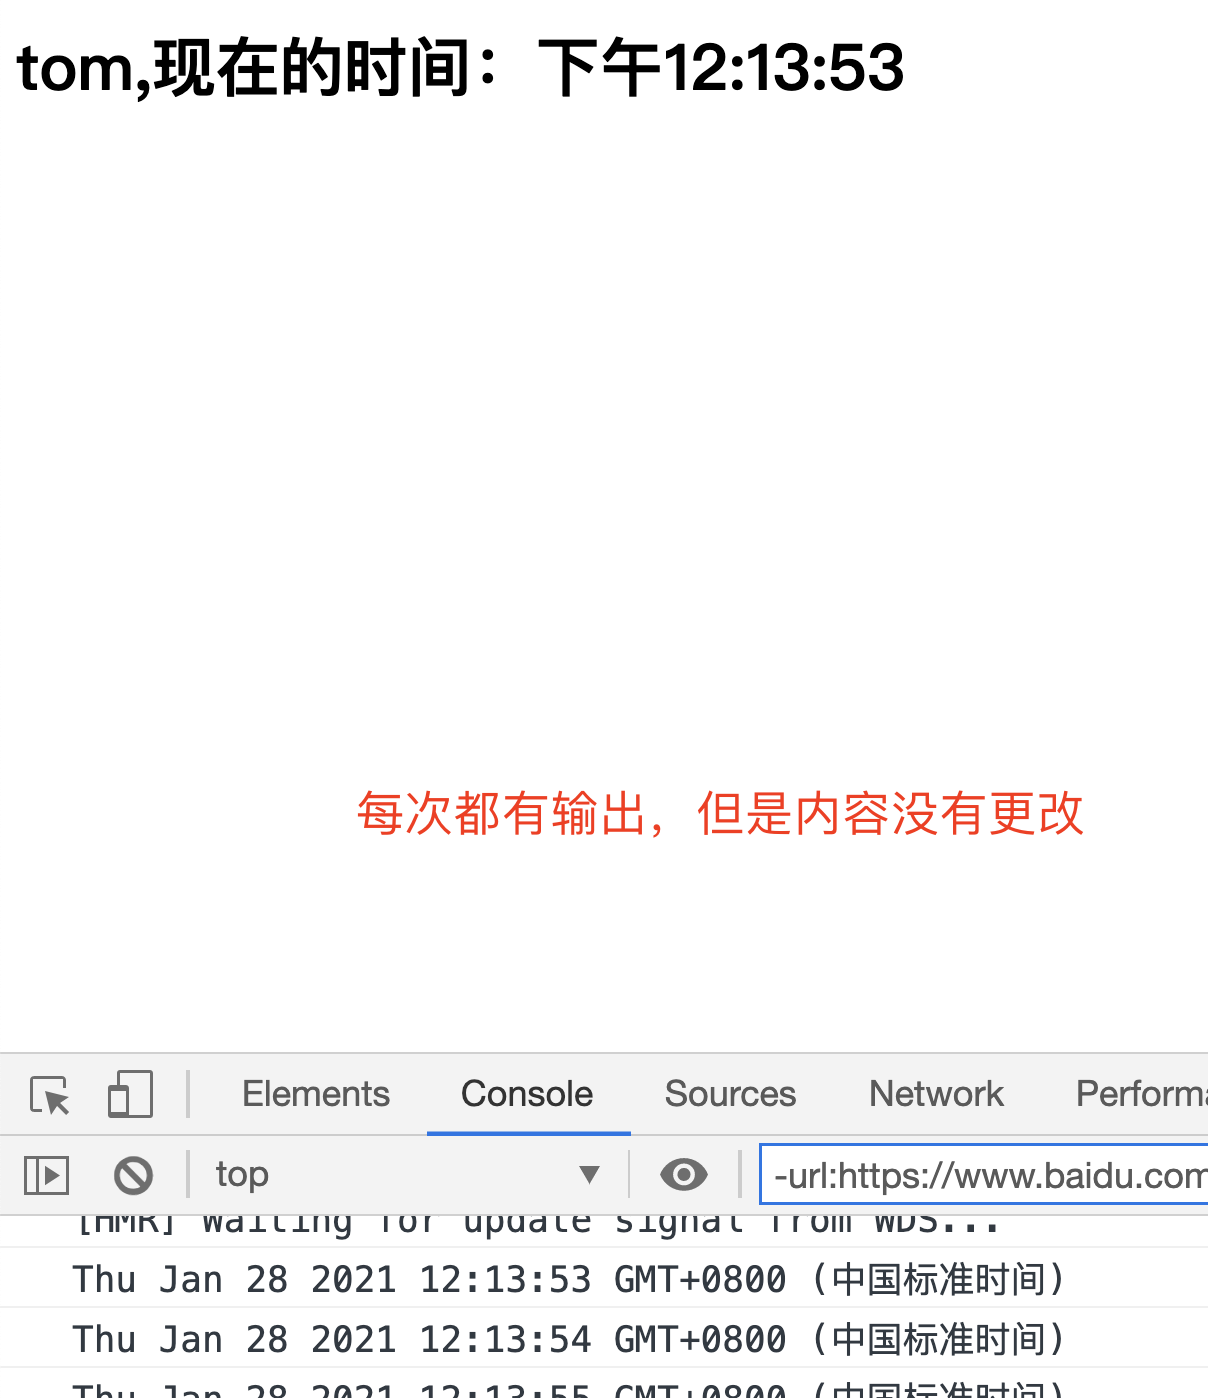 tom,现在的时间：下午12:13:53
每次都有输出，但是内容没有更改
Elements Console Sources Network Performa
top ▼ -url:https://www.baidu.com
[HMR] Waiting for update signal from WDS...
Thu Jan 28 2021 12:13:53 GMT+0800 (中国标准时间)
Thu Jan 28 2021 12:13:54 GMT+0800 (中国标准时间)
Thu Jan 28 2021 12:13:55 GMT+0800 (中国标准时间)